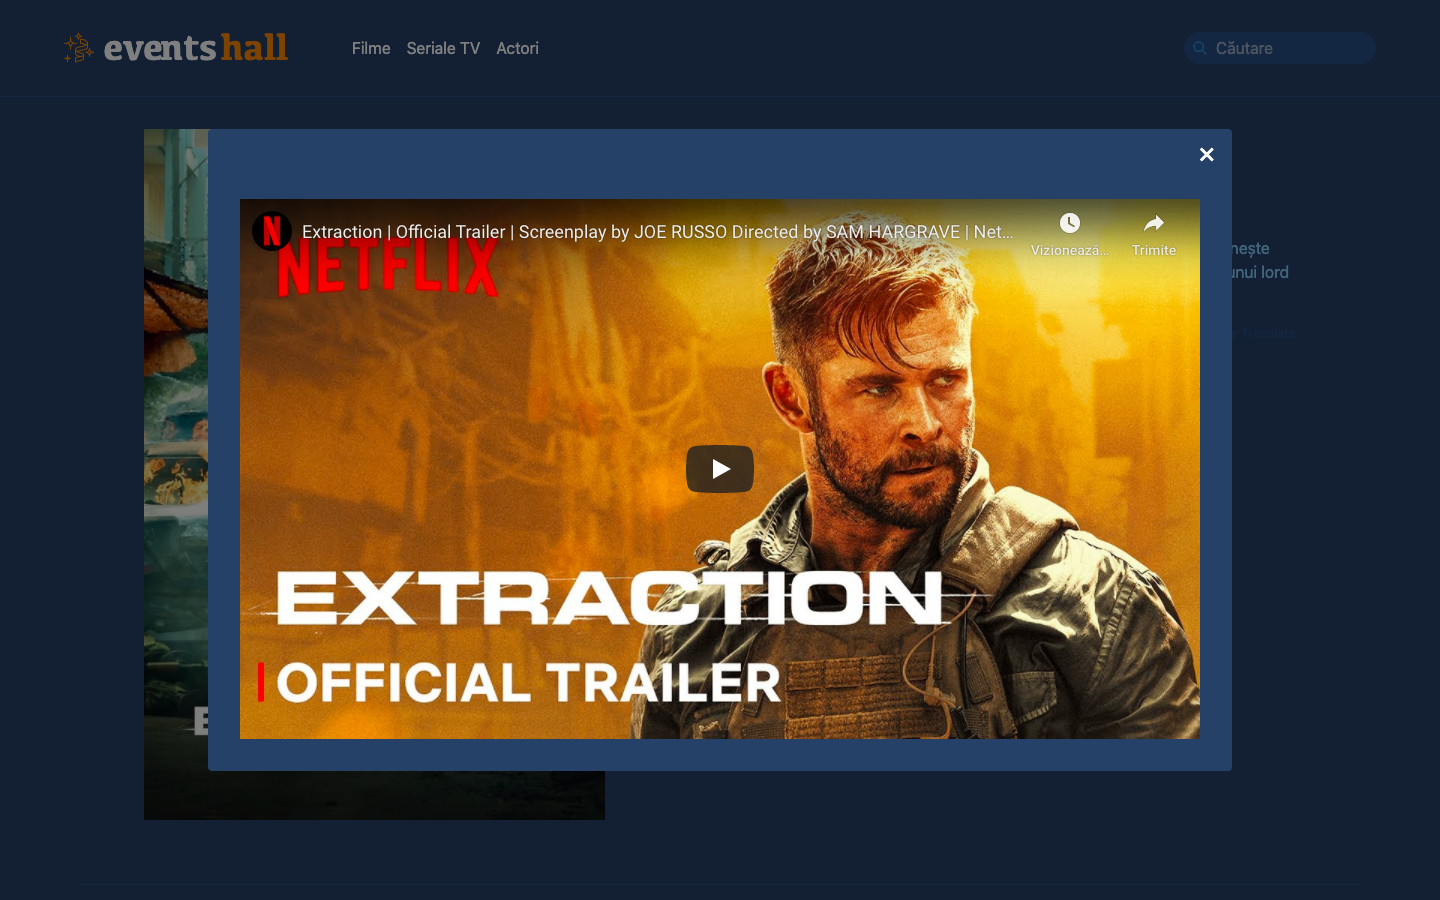 events hall
Filme
Seriale TV
Actori
Căutare
×
Extraction | Official Trailer | Screenplay by JOE RUSSO Directed by SAM HARGRAVE | Net...
Vizionează...
Trimite
NETFLIX
nește
unui lord
Translate
EXTRACTION
OFFICIAL TRAILER